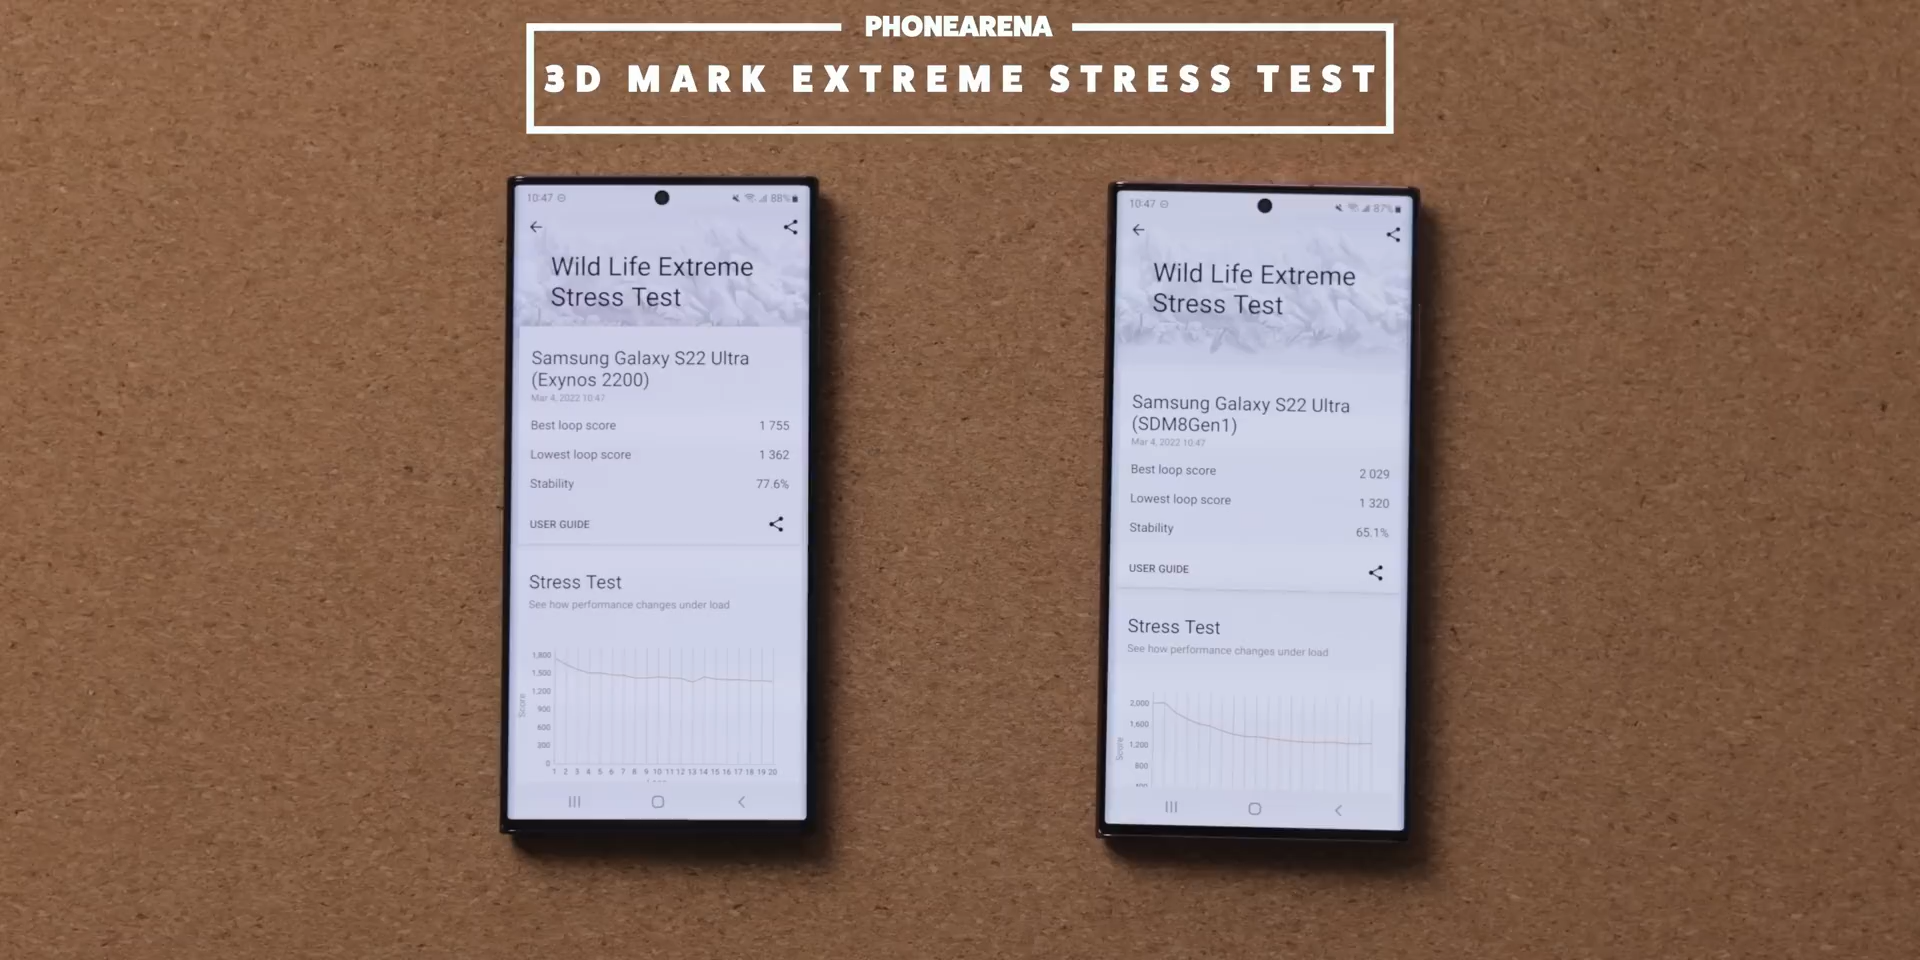 PHONEARENA
3D MARK EXTREME STRESS TEST
10:47
88%
Wild Life Extreme
Stress Test
Samsung Galaxy S22 Ultra
(Exynos 2200)
Mar 4, 2022 10:47
Best loop score 1 755
Lowest loop score 1 362
Stability 77.6%
USER GUIDE
Stress Test
See how performance changes under load
Score
1,800
1,500
1,200
900
600
300
0
1 2 3 4 5 6 7 8 9 10 11 12 13 14 15 16 17 18 19 20
10:47
87%
Wild Life Extreme
Stress Test
Samsung Galaxy S22 Ultra
(SDM8Gen1)
Mar 4, 2022 10:47
Best loop score 2 029
Lowest loop score 1 320
Stability 65.1%
USER GUIDE
Stress Test
See how performance changes under load
Score
2,000
1,600
1,200
800